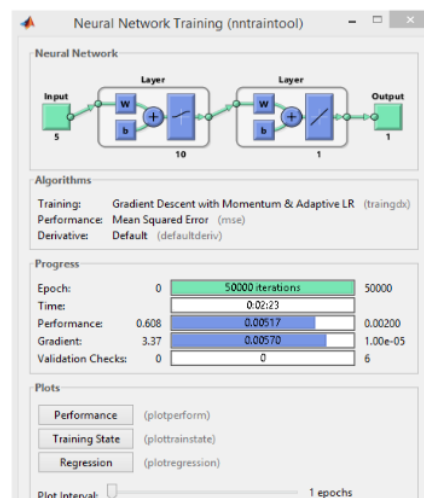 Neural Network Training (nntraintool)
Neural Network
Layer Layer
Input Output
W W
b b
5 10 1 1
Algorithms
Training: Gradient Descent with Momentum & Adaptive LR (traingdx)
Performance: Mean Squared Error (mse)
Derivative: Default (defaultderiv)
Progress
Epoch: 0 50000 iterations 50000
Time: 0:02:23
Performance: 0.608 0.00517 0.00200
Gradient: 3.37 0.00570 1.00e-05
Validation Checks: 0 0 6
Plots
Performance (plotperform)
Training State (plottrainstate)
Regression (plotregression)
Plot Interval: 1 epochs